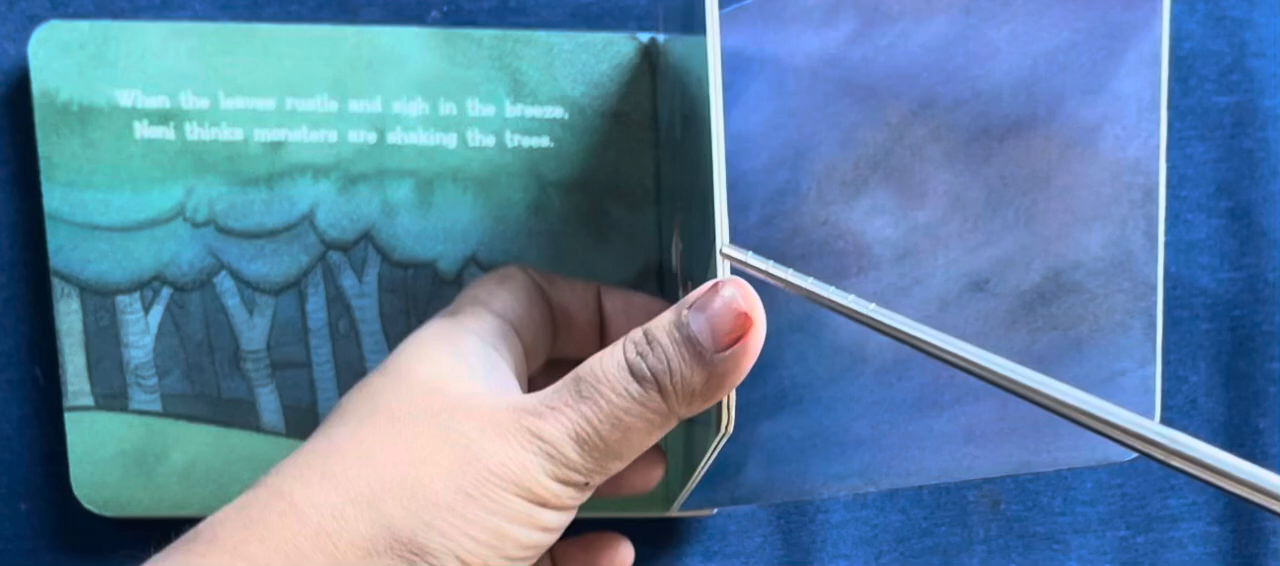 When the leaves rustle and sigh in the breeze,
Noni thinks monsters are shaking the trees.